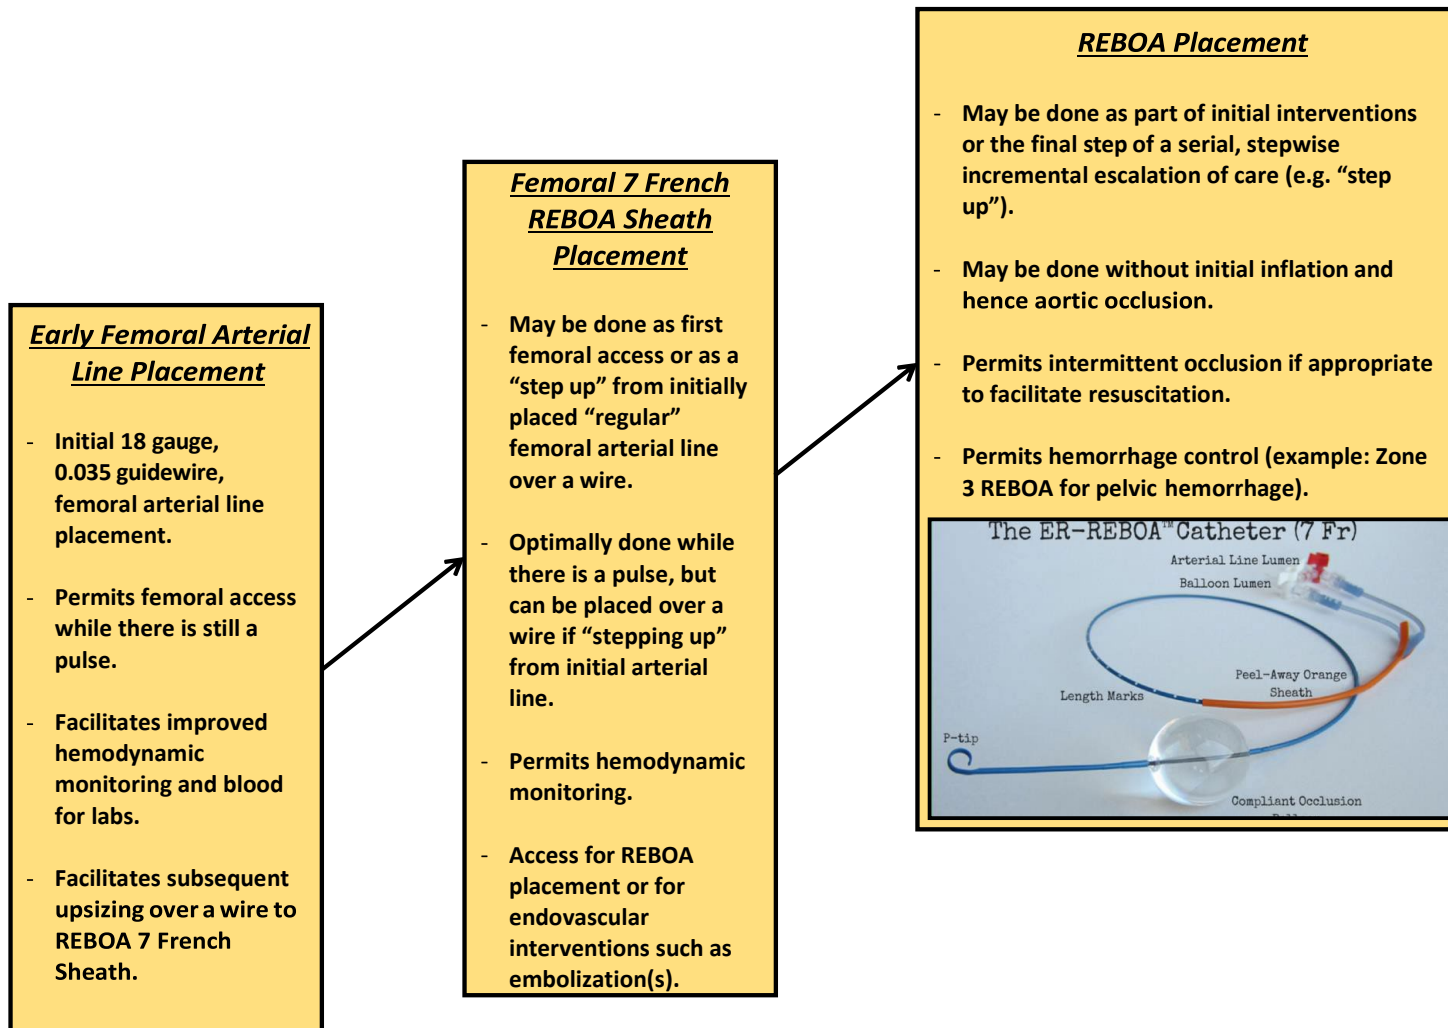 Early Femoral Arterial
Line Placement
- Initial 18 gauge,
0.035 guidewire,
femoral arterial line
placement.
- Permits femoral access
while there is still a
pulse.
- Facilitates improved
hemodynamic
monitoring and blood
for labs.
- Facilitates subsequent
upsizing over a wire to
REBOA 7 French
Sheath.
Femoral 7 French
REBOA Sheath
Placement
- May be done as first
femoral access or as a
“step up” from initially
placed “regular”
femoral arterial line
over a wire.
- Optimally done while
there is a pulse, but
can be placed over a
wire if “stepping up”
from initial arterial
line.
- Permits hemodynamic
monitoring.
- Access for REBOA
placement or for
endovascular
interventions such as
embolization(s).
REBOA Placement
- May be done as part of initial interventions
or the final step of a serial, stepwise
incremental escalation of care (e.g. “step
up”).
- May be done without initial inflation and
hence aortic occlusion.
- Permits intermittent occlusion if appropriate
to facilitate resuscitation.
- Permits hemorrhage control (example: Zone
3 REBOA for pelvic hemorrhage).
The ER-REBOA™ Catheter (7 Fr)
Arterial Line Lumen
Balloon Lumen
Peel-Away Orange
Sheath
Length Marks
P-tip
Compliant Occlusion